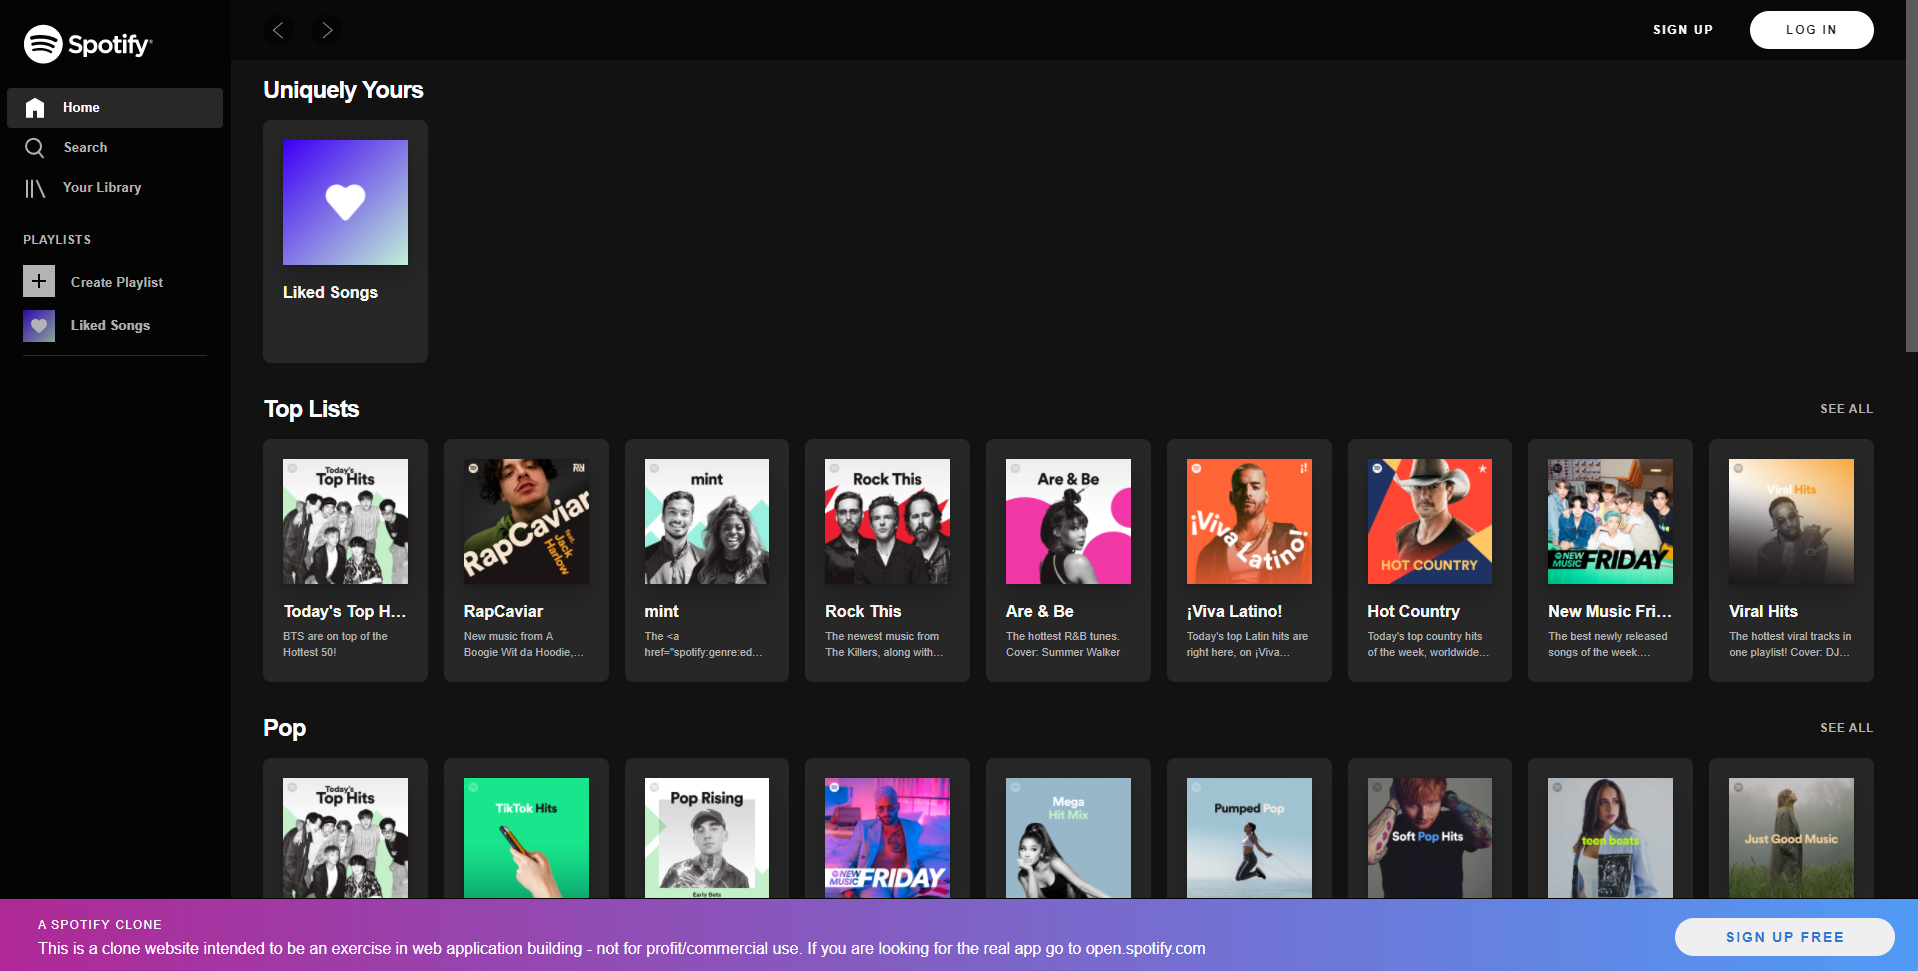 Spotify
SIGN UP
LOG IN
Home
Search
Your Library
PLAYLISTS
Create Playlist
Liked Songs
Uniquely Yours
Liked Songs
Top Lists
SEE ALL
Today's
Top Hits
RapCaviar
feat.
Jack
Harlow
mint
Rock This
Are & Be
¡Viva Latino!
HOT COUNTRY
NEW
MUSIC FRIDAY
Viral Hits
Today's Top H...
BTS are on top of the
Hottest 50!
RapCaviar
New music from A
Boogie Wit da Hoodie,...
mint
The <a
href="spotify:genre:ed...
Rock This
The newest music from
The Killers, along with...
Are & Be
The hottest R&B tunes.
Cover: Summer Walker
¡Viva Latino!
Today's top Latin hits are
right here, on ¡Viva...
Hot Country
Today's top country hits
of the week, worldwide...
New Music Fri...
The best newly released
songs of the week....
Viral Hits
The hottest viral tracks in
one playlist! Cover: DJ...
Pop
SEE ALL
Today's
Top Hits
TikTok Hits
Pop Rising
Early Bets
NEW
MUSIC FRIDAY
Mega
Hit Mix
Pumped Pop
Soft Pop Hits
teen beats
Just Good Music
A SPOTIFY CLONE
This is a clone website intended to be an exercise in web application building - not for profit/commercial use. If you are looking for the real app go to open.spotify.com
SIGN UP FREE